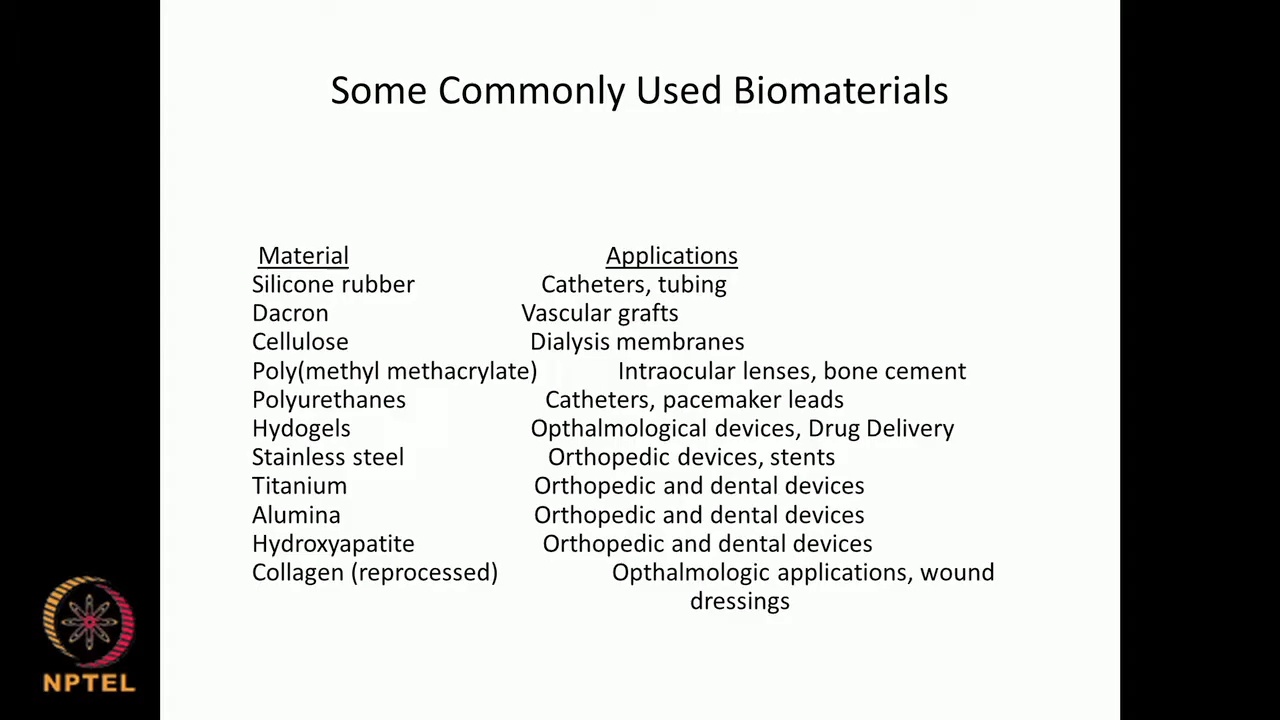 Some Commonly Used Biomaterials
Material Applications
Silicone rubber Catheters, tubing
Dacron Vascular grafts
Cellulose Dialysis membranes
Poly(methyl methacrylate) Intraocular lenses, bone cement
Polyurethanes Catheters, pacemaker leads
Hydogels Opthalmological devices, Drug Delivery
Stainless steel Orthopedic devices, stents
Titanium Orthopedic and dental devices
Alumina Orthopedic and dental devices
Hydroxyapatite Orthopedic and dental devices
Collagen (reprocessed) Opthalmologic applications, wound
dressings
NPTEL